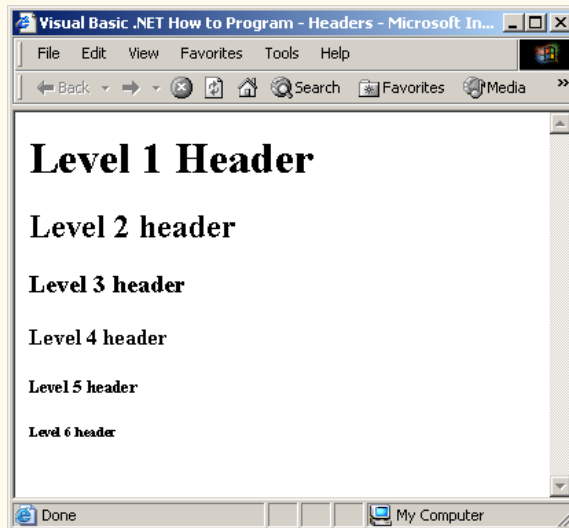 Visual Basic .NET How to Program - Headers - Microsoft In...
File Edit View Favorites Tools Help
Back Search Favorites Media »
Level 1 Header
Level 2 header
Level 3 header
Level 4 header
Level 5 header
Level 6 header
Done My Computer